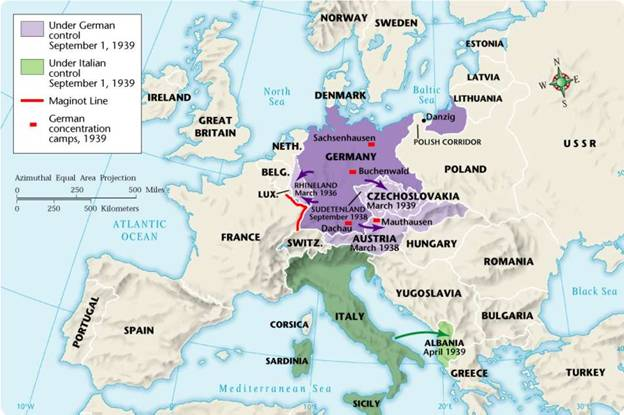 Under German
control
September 1, 1939
Under Italian
control
September 1, 1939
Maginot Line
German
concentration
camps, 1939
Azimuthal Equal Area Projection
0 250 500 Miles
0 250 500 Kilometers
NORWAY
SWEDEN
ESTONIA
LATVIA
LITHUANIA
N
W E
S
North
Sea
DENMARK
Baltic
Sea
IRELAND
GREAT
BRITAIN
Danzig
POLISH CORRIDOR
USSR
NETH.
Sachsenhausen
GERMANY
Buchenwald
POLAND
BELG.
LUX.
RHINELAND
March 1936
SUDETENLAND
September 1938
CZECHOSLOVAKIA
March 1939
Mauthausen
Dachau
ATLANTIC
OCEAN
FRANCE
SWITZ.
AUSTRIA
March 1938
HUNGARY
ROMANIA
YUGOSLAVIA
Black Sea
BULGARIA
PORTUGAL
SPAIN
CORSICA
ITALY
ALBANIA
April 1939
SARDINIA
GREECE
TURKEY
Mediterranean Sea
SICILY
10°W
0°
10°E
20°E